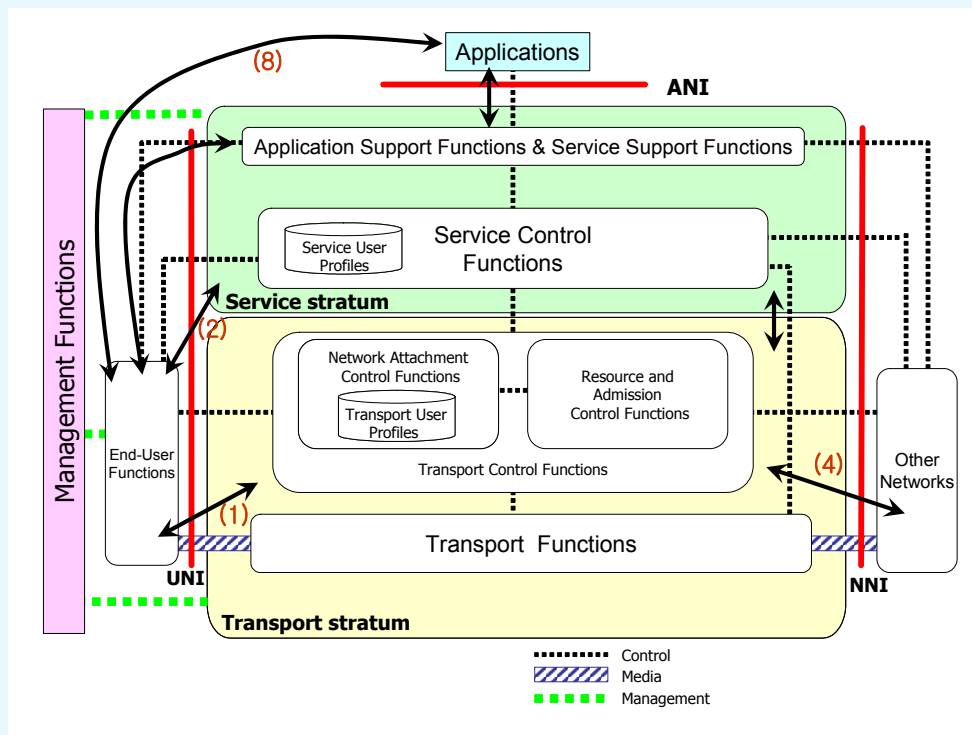 Applications
(8)
ANI
Management Functions
Application Support Functions & Service Support Functions
Service User
Profiles
Service Control
Functions
Service stratum
(2)
Network Attachment
Control Functions
Transport User
Profiles
Resource and
Admission
Control Functions
Transport Control Functions
End-User
Functions
(4)
Other
Networks
(1)
Transport Functions
UNI
NNI
Transport stratum
Control
Media
Management